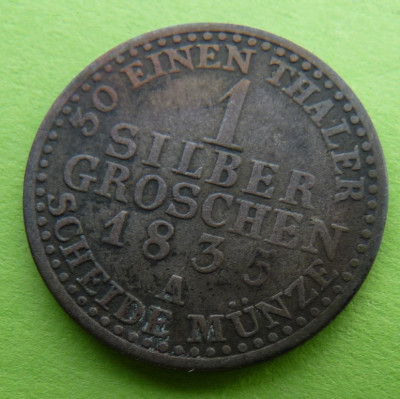 30 EINEN THALER
1
SILBER
GROSCHEN
1835
A
SCHEIDE MÜNZE